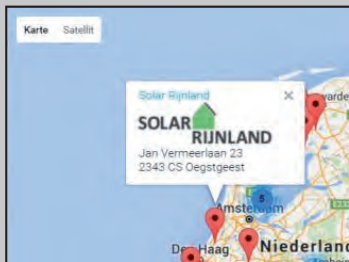 Karte Satellit
Solar Rijnland
SOLAR
RIJNLAND
Jan Vermeerlaan 23
2343 CS Oegstgeest
5
Amsterdam
Den Haag
Niederland